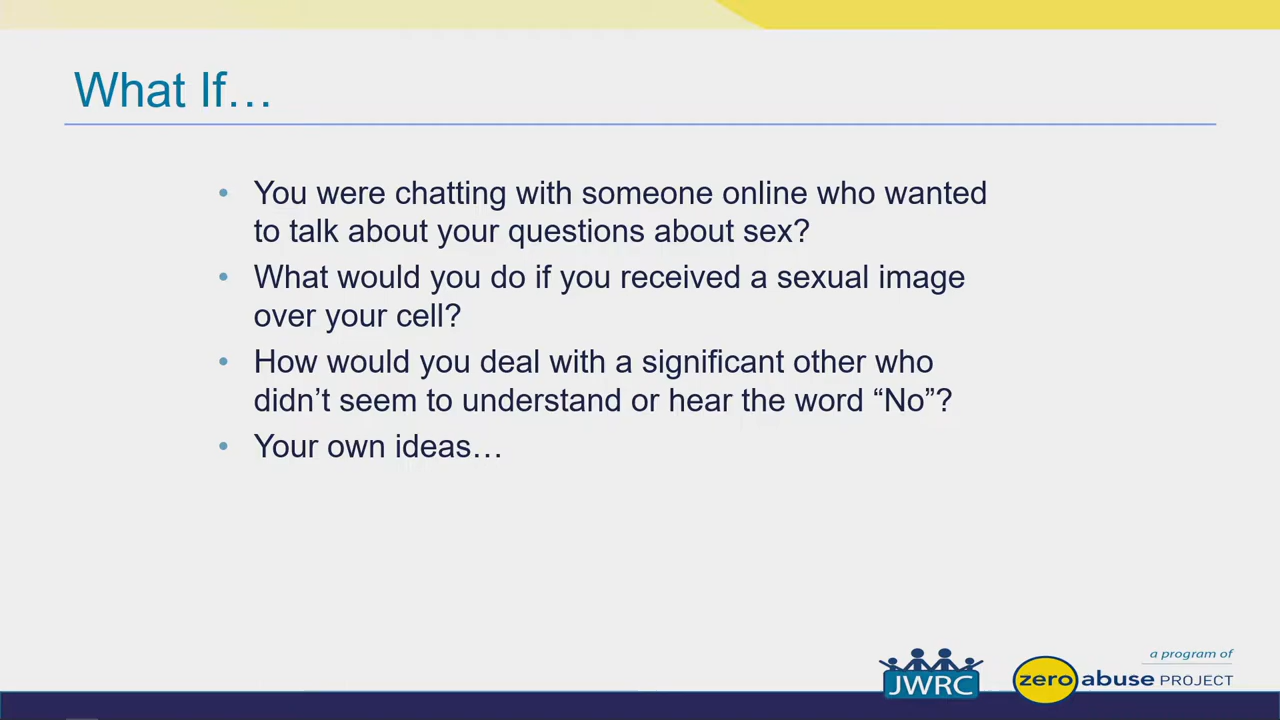 What If…
• You were chatting with someone online who wanted
to talk about your questions about sex?
• What would you do if you received a sexual image
over your cell?
• How would you deal with a significant other who
didn’t seem to understand or hear the word “No”?
• Your own ideas…
JWRC
a program of
zero abuse PROJECT